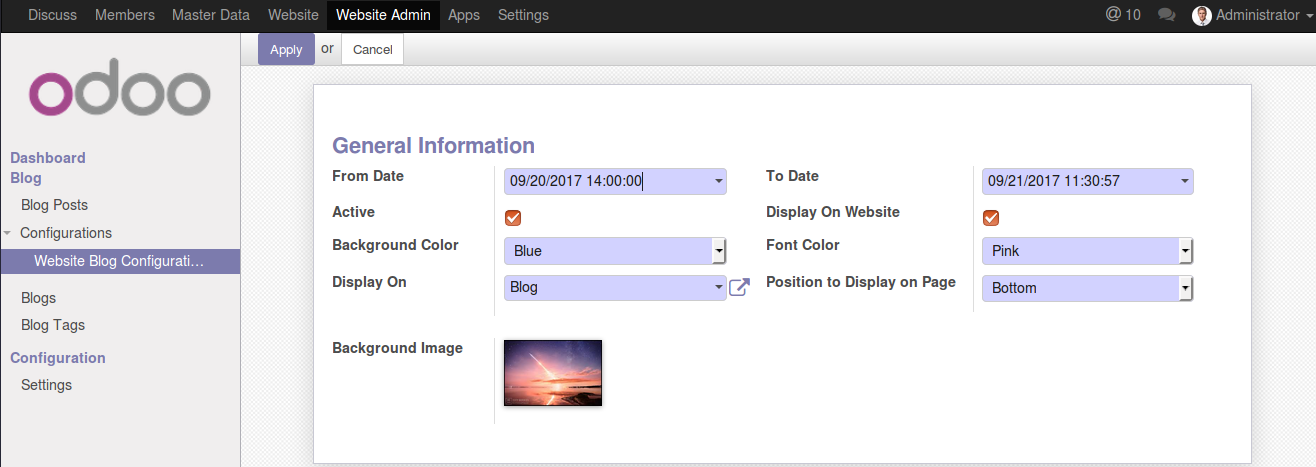 Discuss Members Master Data Website Website Admin Apps Settings @ 10 Administrator
Apply or Cancel
odoo
Dashboard
Blog
Blog Posts
Configurations
Website Blog Configurati...
Blogs
Blog Tags
Configuration
Settings
General Information
From Date 09/20/2017 14:00:00 To Date 09/21/2017 11:30:57
Active Display On Website
Background Color Blue Font Color Pink
Display On Blog Position to Display on Page Bottom
Background Image